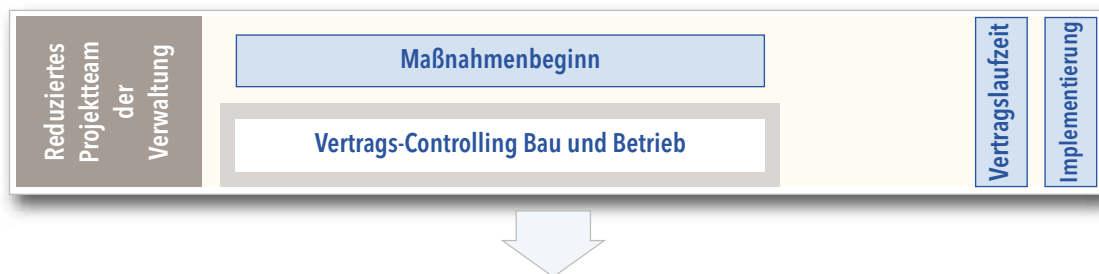 Reduziertes
Projektteam
der
Verwaltung
Maßnahmenbeginn
Vertrags-Controlling Bau und Betrieb
Vertragslaufzeit
Implementierung